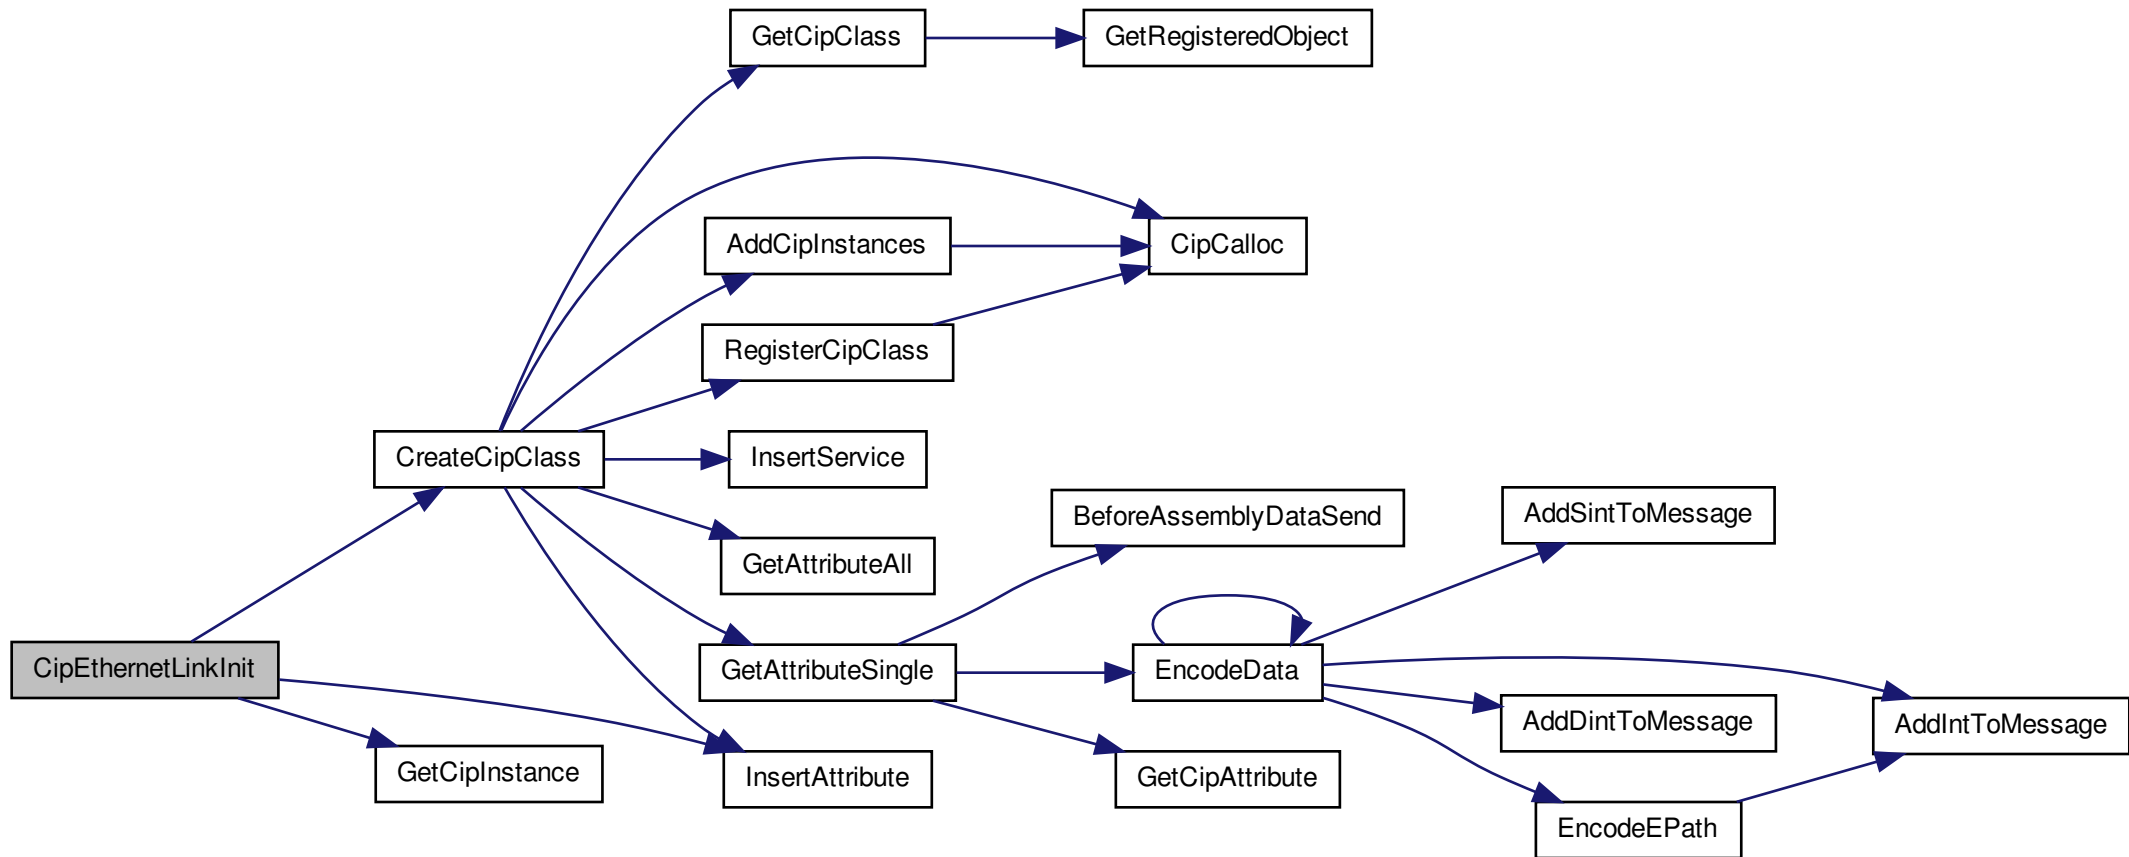 GetCipClass
GetRegisteredObject
AddCipInstances
CipCalloc
RegisterCipClass
CreateCipClass
InsertService
BeforeAssemblyDataSend
AddSintToMessage
GetAttributeAll
CipEthernetLinkInit
GetAttributeSingle
EncodeData
AddDintToMessage
AddIntToMessage
GetCipInstance
InsertAttribute
GetCipAttribute
EncodeEPath